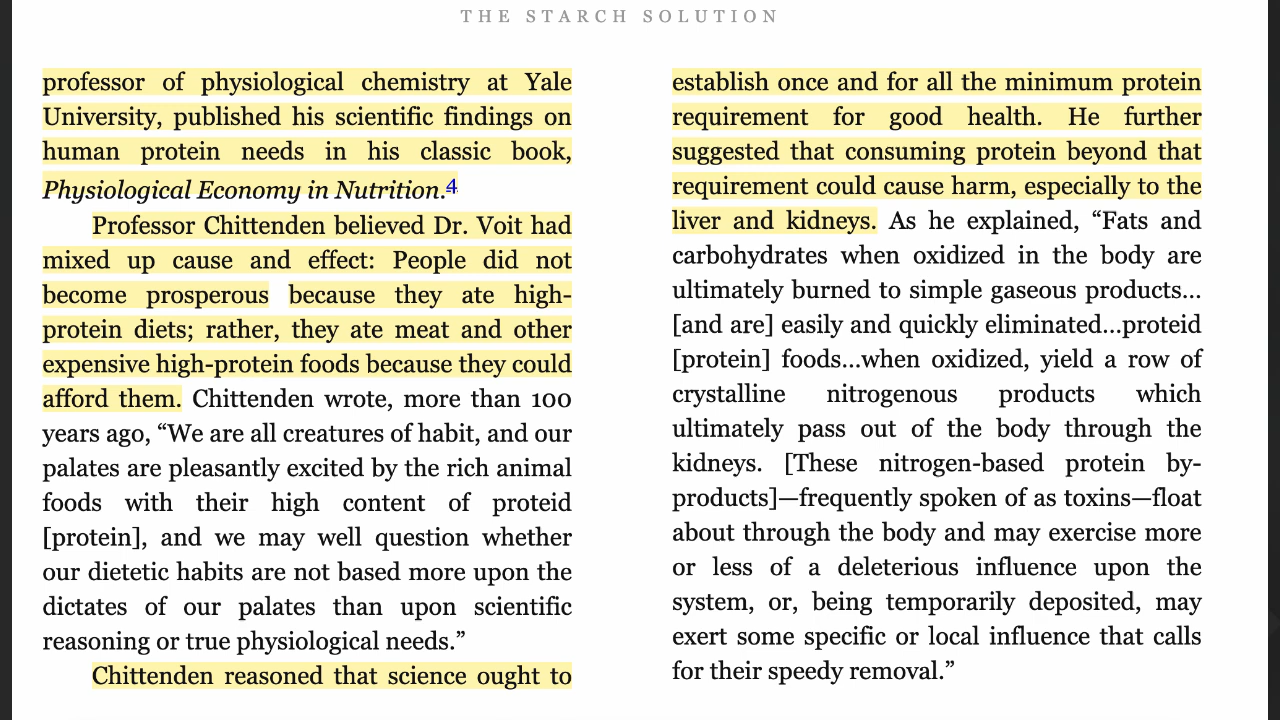 THE STARCH SOLUTION
professor of physiological chemistry at Yale
University, published his scientific findings on
human protein needs in his classic book,
Physiological Economy in Nutrition.4
Professor Chittenden believed Dr. Voit had
mixed up cause and effect: People did not
become prosperous because they ate high-
protein diets; rather, they ate meat and other
expensive high-protein foods because they could
afford them. Chittenden wrote, more than 100
years ago, “We are all creatures of habit, and our
palates are pleasantly excited by the rich animal
foods with their high content of proteid
[protein], and we may well question whether
our dietetic habits are not based more upon the
dictates of our palates than upon scientific
reasoning or true physiological needs.”
Chittenden reasoned that science ought to
establish once and for all the minimum protein
requirement for good health. He further
suggested that consuming protein beyond that
requirement could cause harm, especially to the
liver and kidneys. As he explained, “Fats and
carbohydrates when oxidized in the body are
ultimately burned to simple gaseous products…
[and are] easily and quickly eliminated…proteid
[protein] foods…when oxidized, yield a row of
crystalline nitrogenous products which
ultimately pass out of the body through the
kidneys. [These nitrogen-based protein by-
products]—frequently spoken of as toxins—float
about through the body and may exercise more
or less of a deleterious influence upon the
system, or, being temporarily deposited, may
exert some specific or local influence that calls
for their speedy removal.”